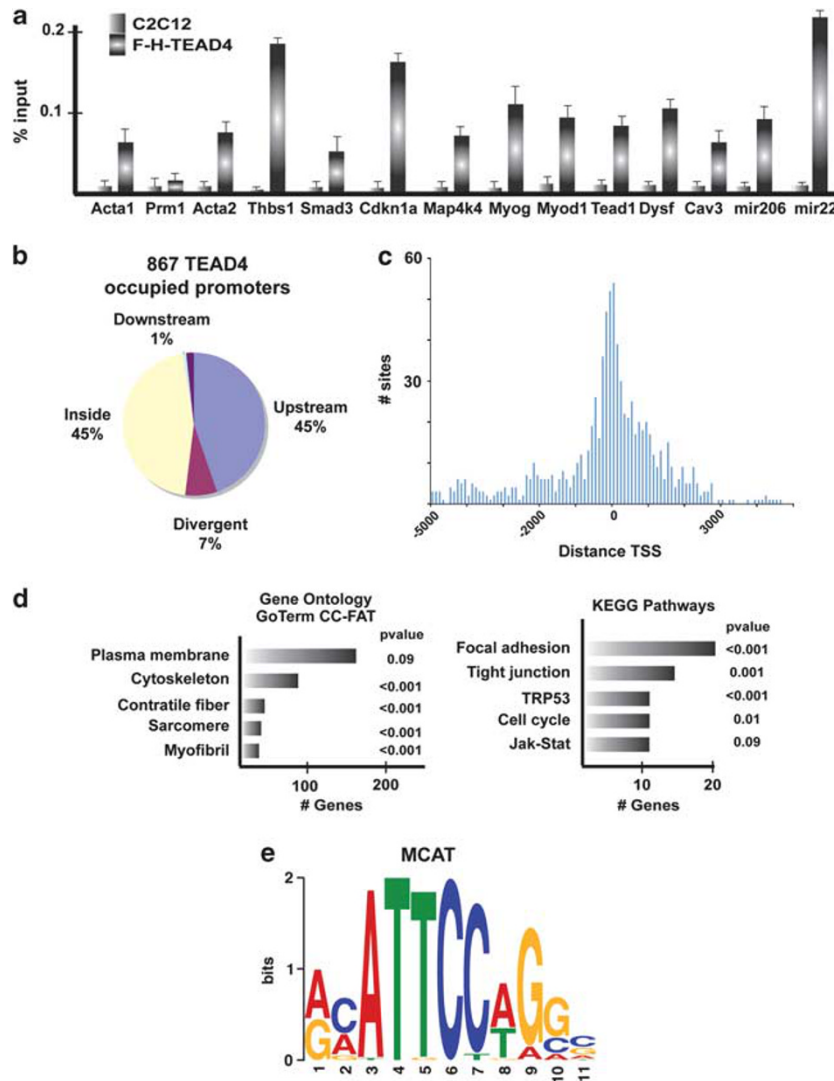 a
C2C12
F-H-TEAD4
0.2
0.1
% input
Acta1 Prm1 Acta2 Thbs1 Smad3 Cdkn1a Map4k4 Myog Myod1 Tead1 Dysf Cav3 mir206 mir22
b
867 TEAD4
occupied promoters
Downstream
1%
Inside
45%
Upstream
45%
Divergent
7%
c
60
30
# sites
-5000 -2000 0 3000
Distance TSS
d
Gene Ontology
GoTerm CC-FAT
pvalue
Plasma membrane 0.09
Cytoskeleton <0.001
Contratile fiber <0.001
Sarcomere <0.001
Myofibril <0.001
100 200
# Genes
KEGG Pathways
pvalue
Focal adhesion <0.001
Tight junction 0.001
TRP53 <0.001
Cell cycle 0.01
Jak-Stat 0.09
10 20
# Genes
e
MCAT
2
1
0
bits
A C A T T C C A G G C
G A T A C G
G T A A A
1 2 3 4 5 6 7 8 9 10 11